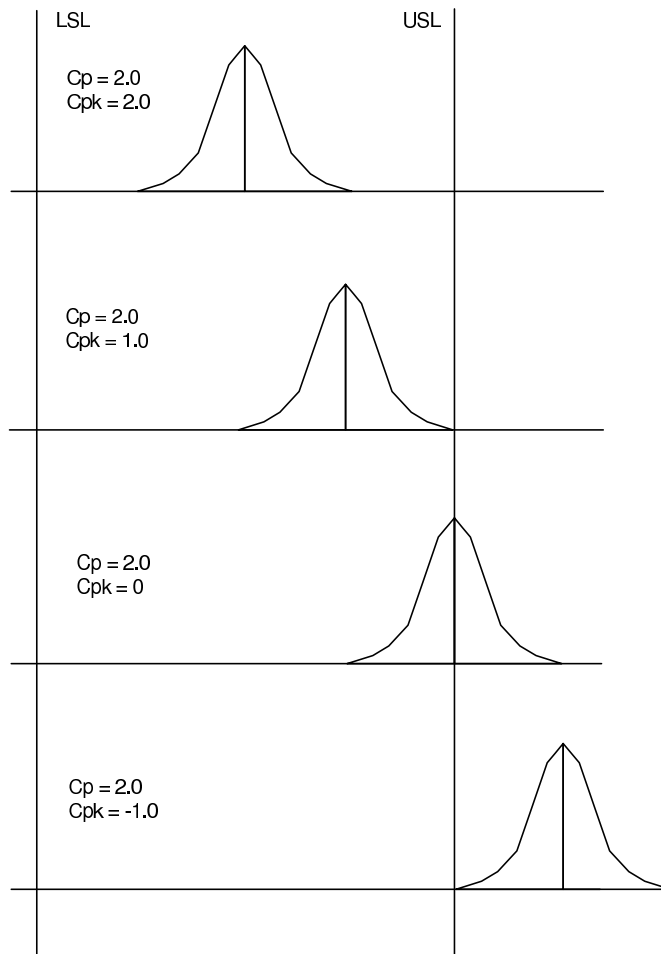 LSL
USL
Cp = 2.0
Cpk = 2.0
Cp = 2.0
Cpk = 1.0
Cp = 2.0
Cpk = 0
Cp = 2.0
Cpk = -1.0